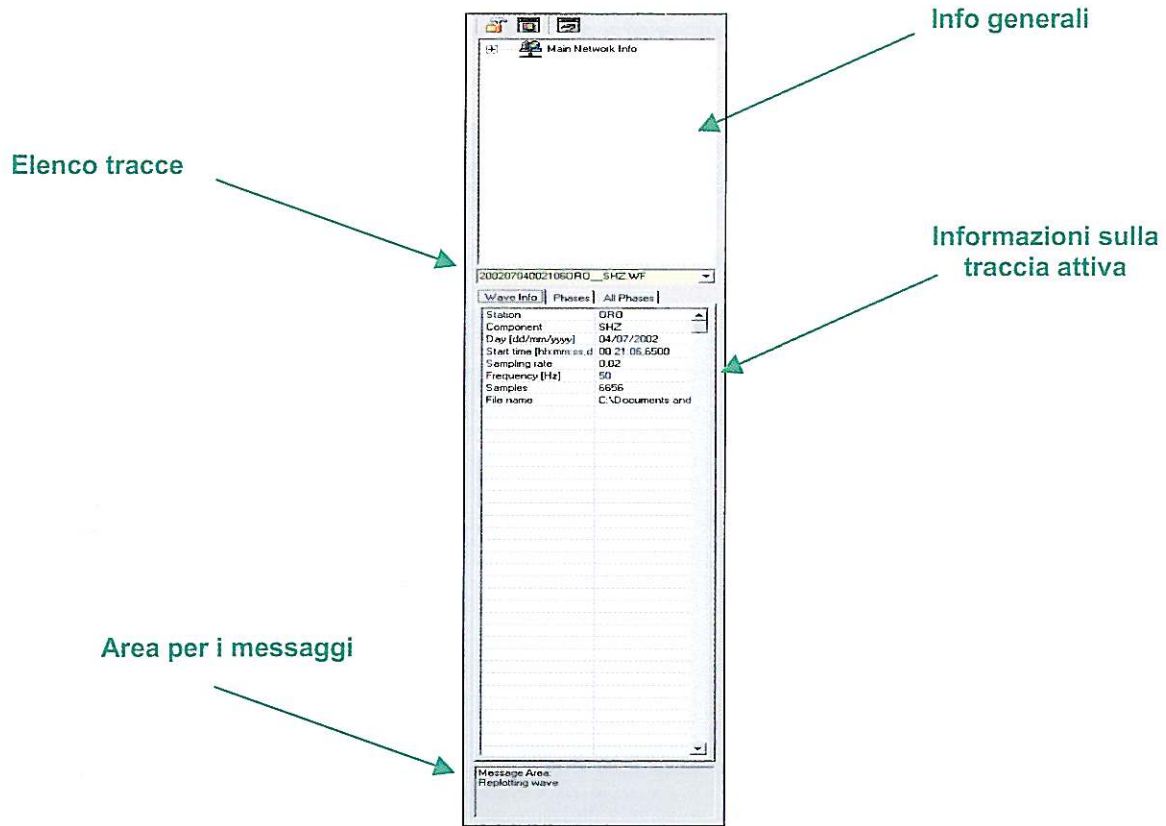 Info generali
Main Network Info
Elenco tracce
Informazioni sulla
traccia attiva
20020704002106ORO__SHZ.WF
Wave Info Phases All Phases
Station ORO
Component SHZ
Day [dd/mm/yyyy] 04/07/2002
Start time [hh:mm:ss,d 00:21:06,6500
Sampling rate 0,02
Frequency [Hz] 50
Samples 6656
File name C:\Documents and
Area per i messaggi
Message Area:
Replotting wave